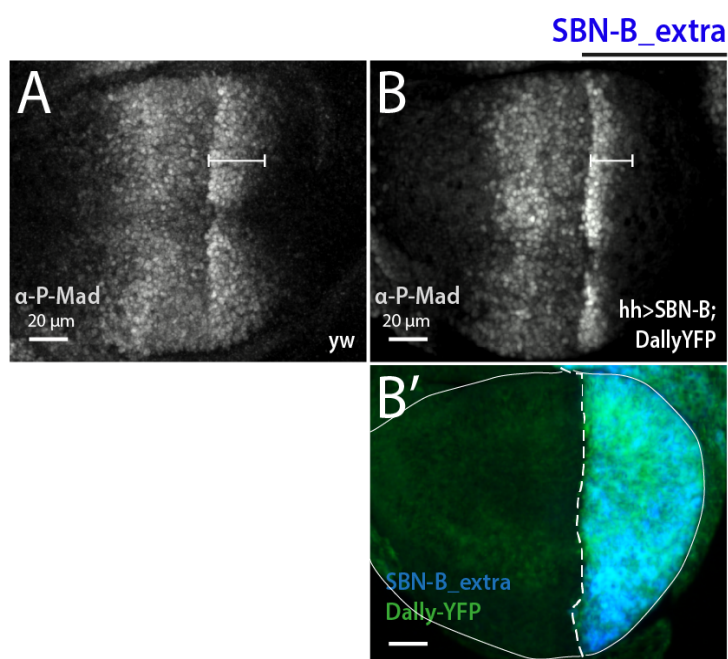 SBN-B_extra
A
α-P-Mad
20 µm
yw
B
α-P-Mad
20 µm
hh>SBN-B;
DallyYFP
B’
SBN-B_extra
Dally-YFP